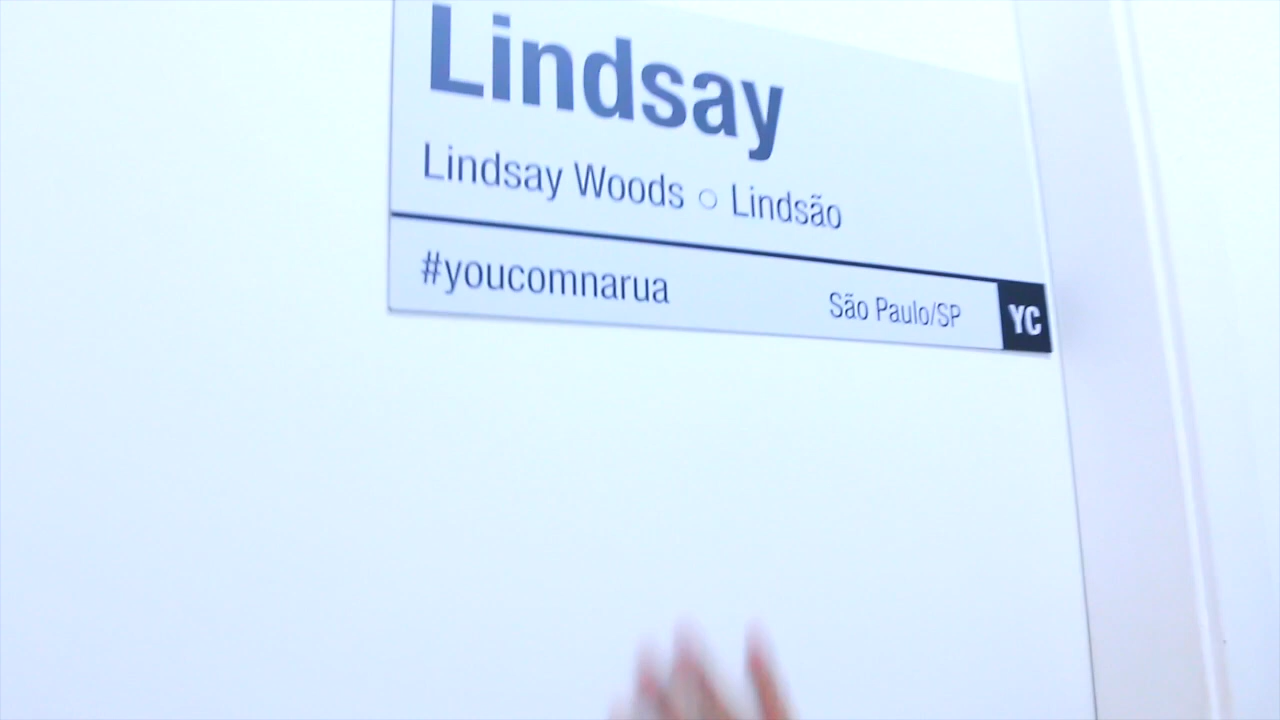 Lindsay
Lindsay Woods ○ Lindsão
#youcomnarua
São Paulo/SP
YC